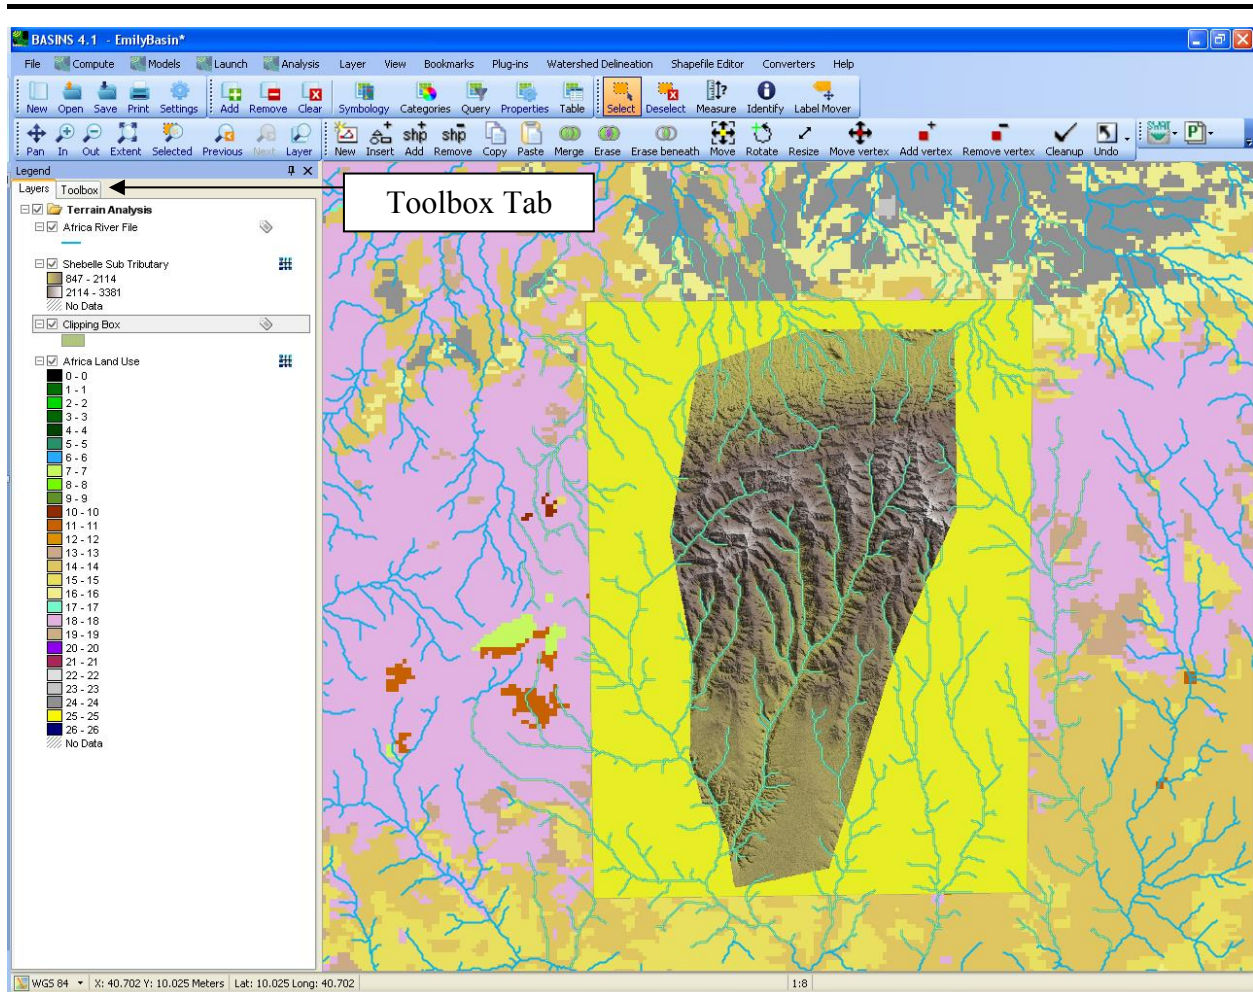 BASINS 4.1 - EmilyBasin*
File Compute Models Launch Analysis Layer View Bookmarks Plug-ins Watershed Delineation Shapefile Editor Converters Help
New Open Save Print Settings Add Remove Clear Symbology Categories Query Properties Table Select Deselect Measure Identify Label Mover
Pan In Out Extent Selected Previous Next Layer New Insert Add Remove Copy Paste Merge Erase Erase beneath Move Rotate Resize Move vertex Add vertex Remove vertex Cleanup Undo
Legend
Layers Toolbox
Toolbox Tab
Terrain Analysis
Africa River File
Shebelle Sub Tributary
847 - 2114
2114 - 3381
No Data
Clipping Box
Africa Land Use
0 - 0
1 - 1
2 - 2
3 - 3
4 - 4
5 - 5
6 - 6
7 - 7
8 - 8
9 - 9
10 - 10
11 - 11
12 - 12
13 - 13
14 - 14
15 - 15
16 - 16
17 - 17
18 - 18
19 - 19
20 - 20
21 - 21
22 - 22
23 - 23
24 - 24
25 - 25
26 - 26
No Data
WGS 84 X: 40.702 Y: 10.025 Meters Lat: 10.025 Long: 40.702 1:8